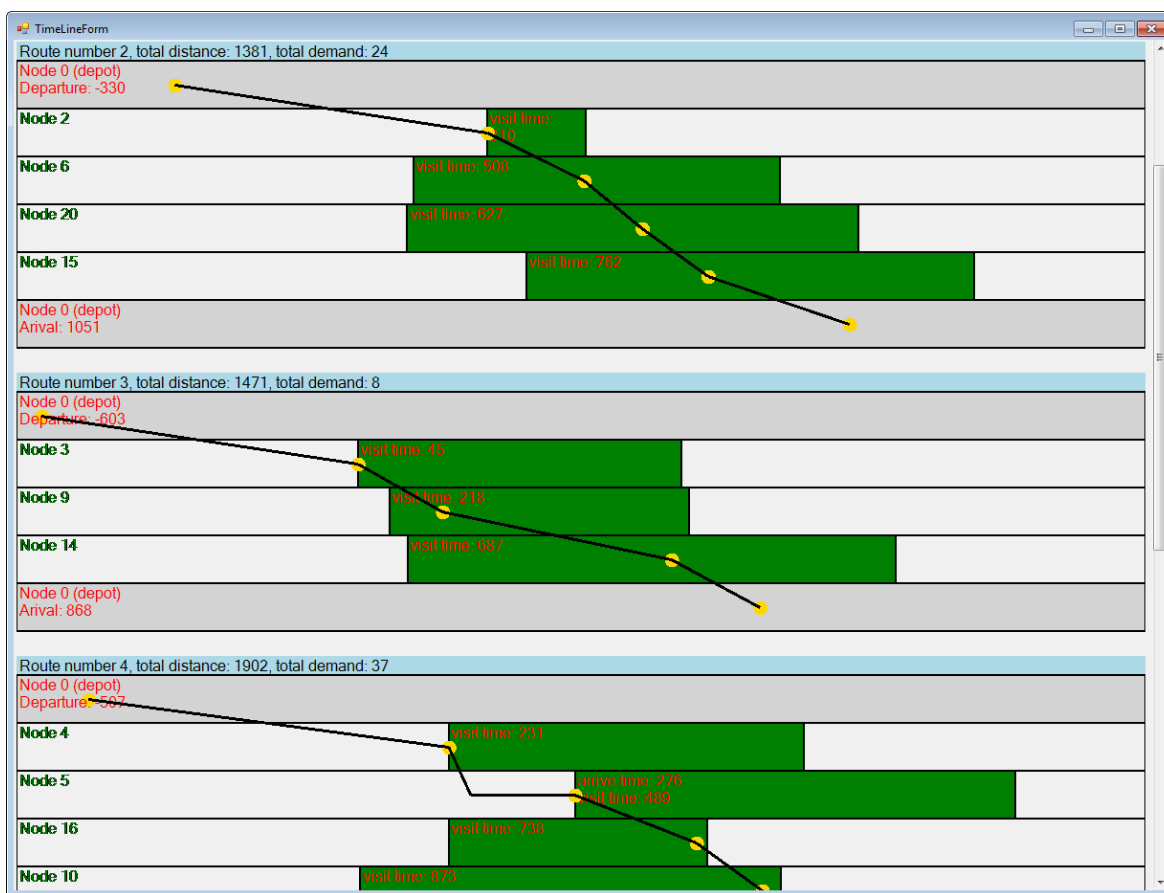 TimeLineForm
Route number 2, total distance: 1381, total demand: 24
Node 0 (depot)
Departure: -330
Node 2
visit time:
310
Node 6
visit time: 508
Node 20
visit time: 627
Node 15
visit time: 762
Node 0 (depot)
Arival: 1051
Route number 3, total distance: 1471, total demand: 8
Node 0 (depot)
Departure: -603
Node 3
visit time: 45
Node 9
visit time: 218
Node 14
visit time: 687
Node 0 (depot)
Arival: 868
Route number 4, total distance: 1902, total demand: 37
Node 0 (depot)
Departure: -507
Node 4
visit time: 231
Node 5
arrive time: 276
visit time: 489
Node 16
visit time: 738
Node 10
visit time: 873